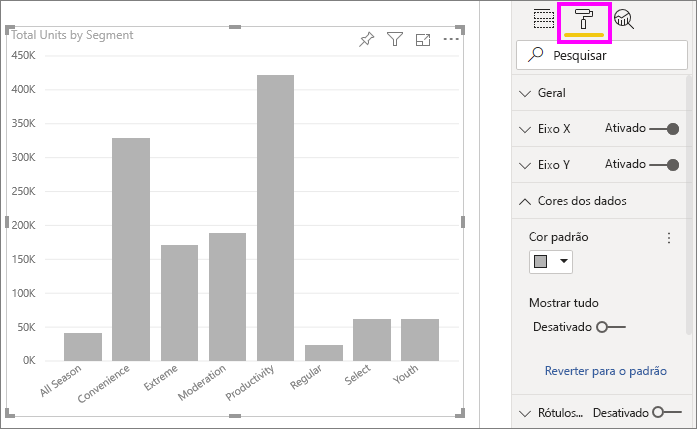 Total Units by Segment
450K
400K
350K
300K
250K
200K
150K
100K
50K
0K
All Season
Convenience
Extreme
Moderation
Productivity
Regular
Select
Youth
Pesquisar
Geral
Eixo X Ativado
Eixo Y Ativado
Cores dos dados
Cor padrão
Mostrar tudo
Desativado
Reverter para o padrão
Rótulos... Desativado